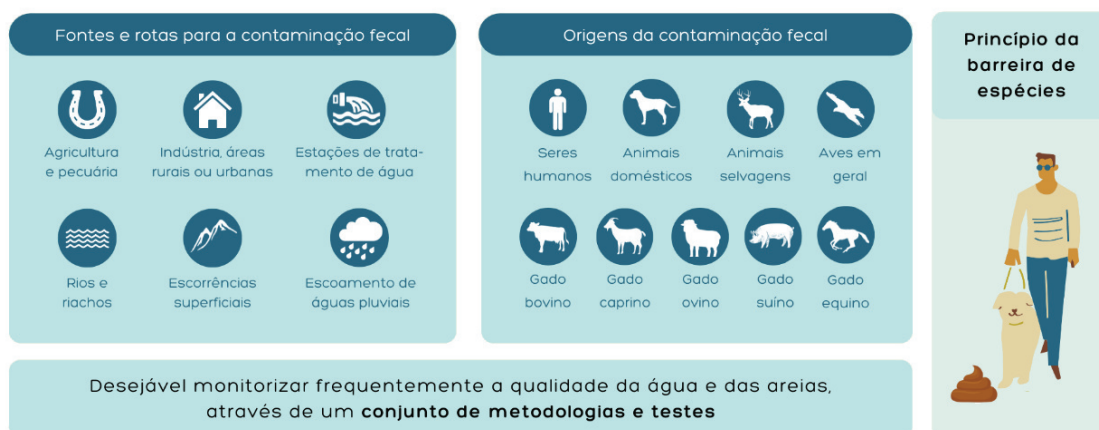 Fontes e rotas para a contaminação fecal
Agricultura
e pecuária
Indústria, áreas
rurais ou urbanas
Estações de trata-
mento de água
Rios e
riachos
Escorrências
superficiais
Escoamento de
águas pluviais
Origens da contaminação fecal
Seres
humanos
Animais
domésticos
Animais
selvagens
Aves em
geral
Gado
bovino
Gado
caprino
Gado
ovino
Gado
suíno
Gado
equino
Princípio da
barreira de
espécies
Desejável monitorizar frequentemente a qualidade da água e das areias,
através de um conjunto de metodologias e testes